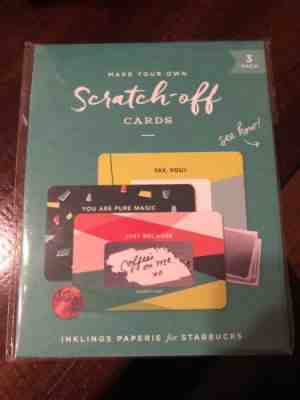 3
PACK
MAKE YOUR OWN
Scratch-off
CARDS
see how!
YAY, YOU!
YOU ARE PURE MAGIC
JUST BECAUSE
Coffee's
on me
xo
INKLINGS PAPERIE for STARBUCKS